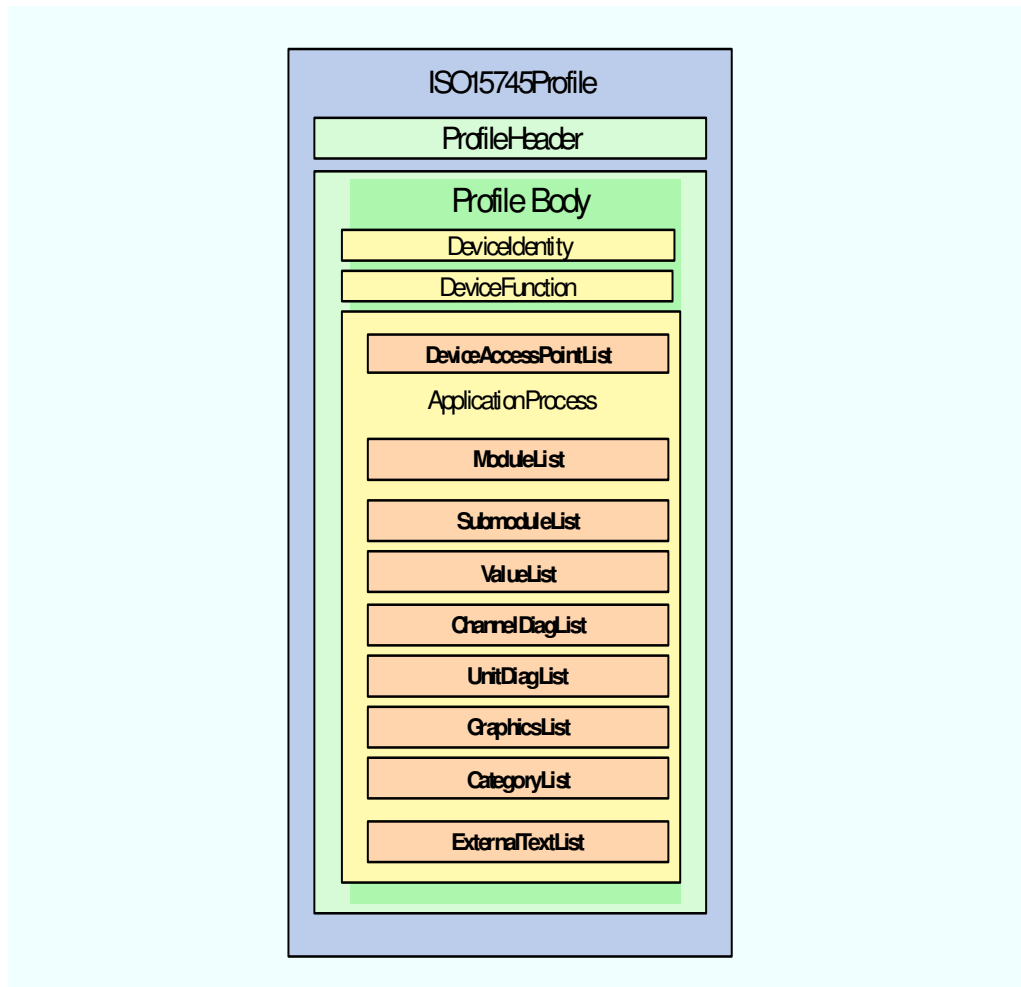 ISO15745Profile
ProfileHeader
Profile Body
DeviceIdentity
DeviceFunction
DeviceAccessPointList
ApplicationProcess
ModuleList
SubmoduleList
ValueList
ChannelDiagList
UnitDiagList
GraphicsList
CategoryList
ExternalTextList